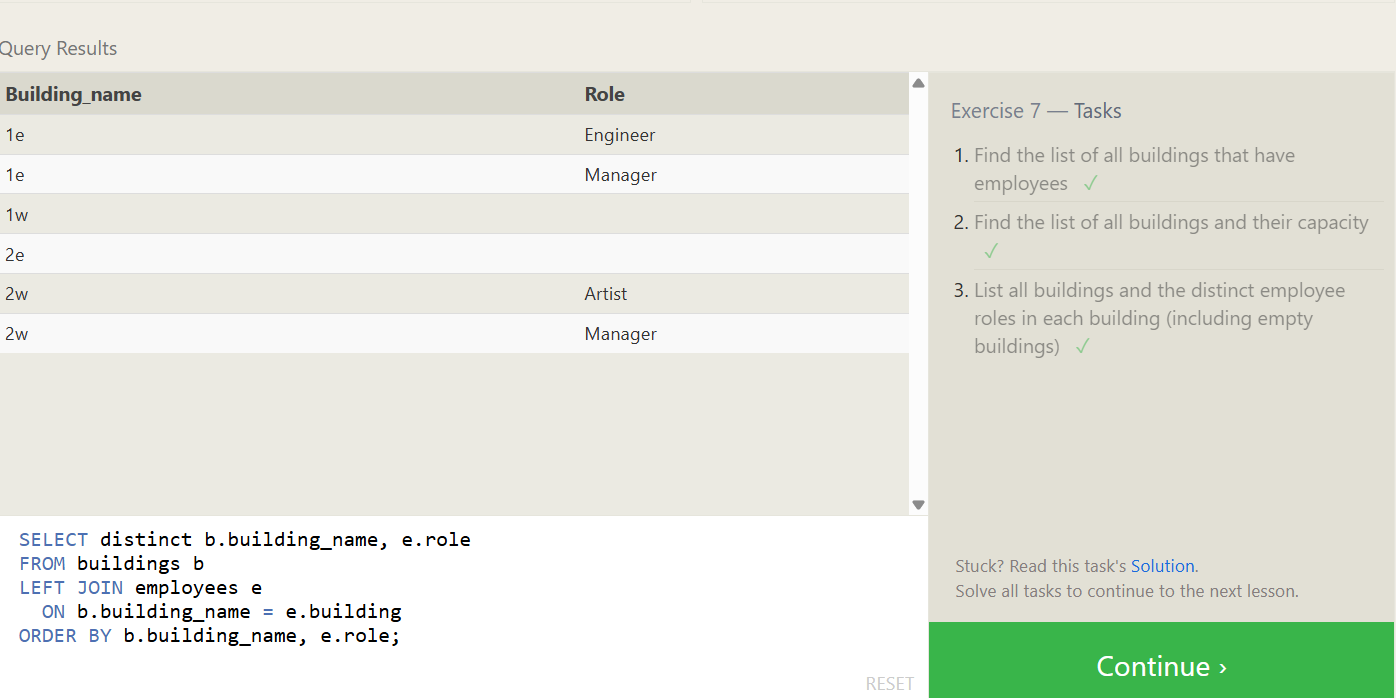 Query Results
Building_name Role
1e Engineer
1e Manager
1w
2e
2w Artist
2w Manager
SELECT distinct b.building_name, e.role
FROM buildings b
LEFT JOIN employees e
  ON b.building_name = e.building
ORDER BY b.building_name, e.role;
RESET
Exercise 7 — Tasks
1. Find the list of all buildings that have
employees ✓
2. Find the list of all buildings and their capacity
✓
3. List all buildings and the distinct employee
roles in each building (including empty
buildings) ✓
Stuck? Read this task's Solution.
Solve all tasks to continue to the next lesson.
Continue ›